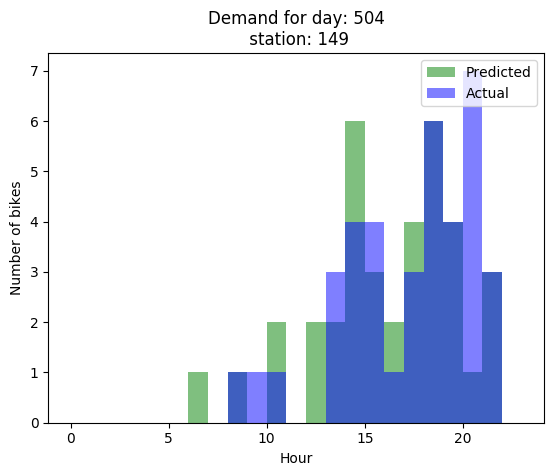 Demand for day: 504
station: 149
Predicted
Actual
7
6
5
4
3
2
1
0
Number of bikes
0 5 10 15 20
Hour